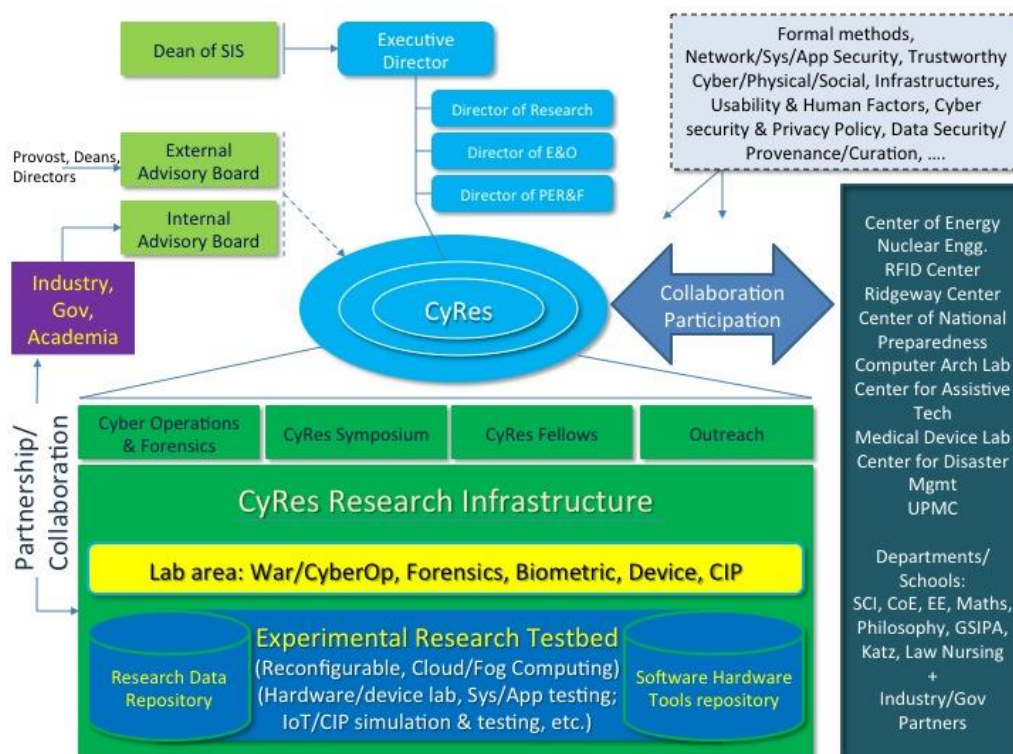 Dean of SIS
Executive
Director
Director of Research
Director of E&O
Director of PER&F
Formal methods,
Network/Sys/App Security, Trustworthy
Cyber/Physical/Social, Infrastructures,
Usability & Human Factors, Cyber
security & Privacy Policy, Data Security/
Provenance/Curation, ....
Provost, Deans,
Directors
External
Advisory Board
Internal
Advisory Board
Industry,
Gov,
Academia
CyRes
Collaboration
Participation
Center of Energy
Nuclear Engg.
RFID Center
Ridgeway Center
Center of National
Preparedness
Computer Arch Lab
Center for Assistive
Tech
Medical Device Lab
Center for Disaster
Mgmt
UPMC
Departments/
Schools:
SCI, CoE, EE, Maths,
Philosophy, GSIPA,
Katz, Law Nursing
+
Industry/Gov
Partners
Partnership/
Collaboration
Cyber Operations
& Forensics
CyRes Symposium
CyRes Fellows
Outreach
CyRes Research Infrastructure
Lab area: War/CyberOp, Forensics, Biometric, Device, CIP
Research Data
Repository
Experimental Research Testbed
(Reconfigurable, Cloud/Fog Computing)
(Hardware/device lab, Sys/App testing;
IoT/CIP simulation & testing, etc.)
Software Hardware
Tools repository